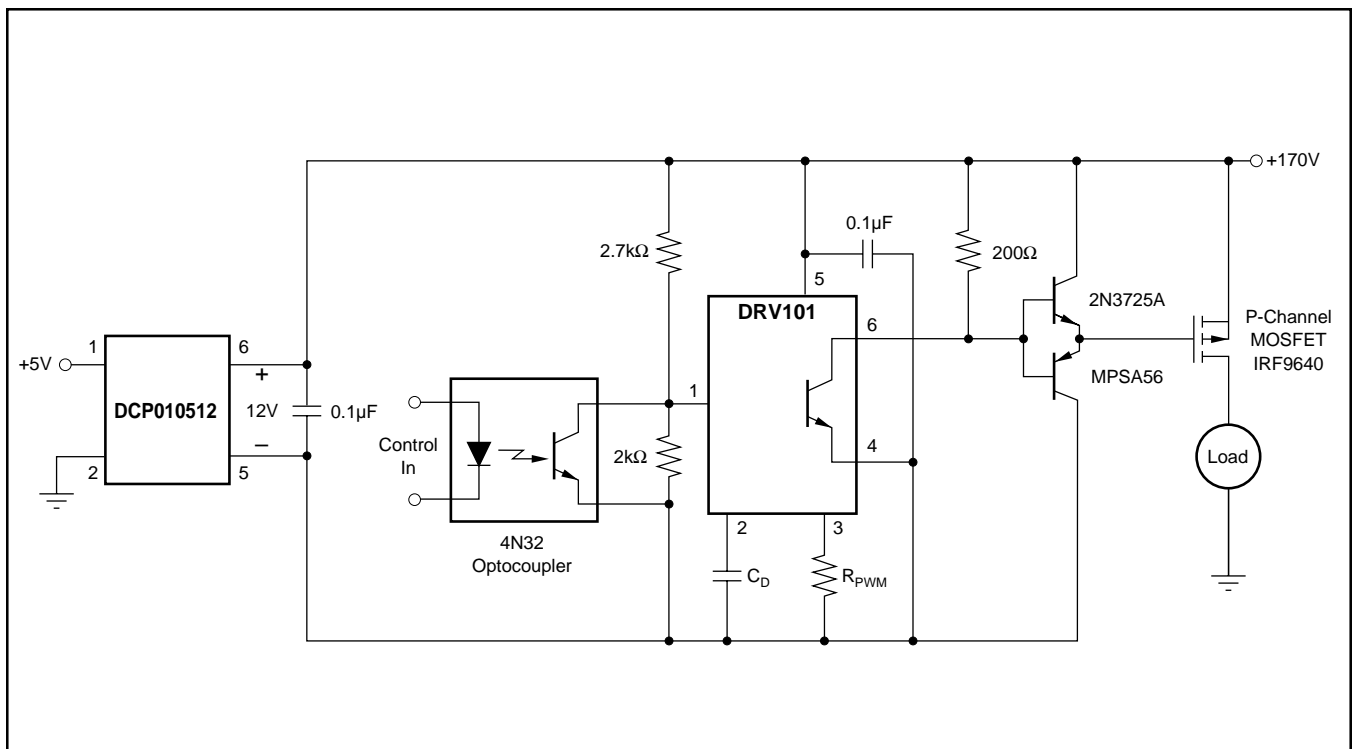 +170V
0.1μF
2.7kΩ
200Ω
5
DRV101
2N3725A
6
P-Channel
MOSFET
IRF9640
1
6
+5V
+
DCP010512
12V
0.1μF
–
2
5
MPSA56
1
Control
In
2kΩ
4
Load
2
3
4N32
Optocoupler
C_D
R_PWM